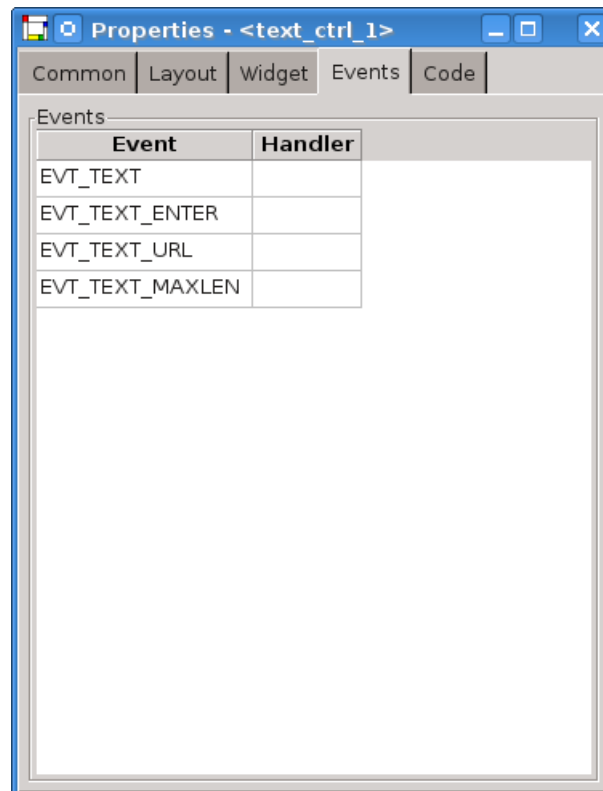 Properties - <text_ctrl_1>
Common Layout Widget Events Code
Events
Event Handler
EVT_TEXT
EVT_TEXT_ENTER
EVT_TEXT_URL
EVT_TEXT_MAXLEN